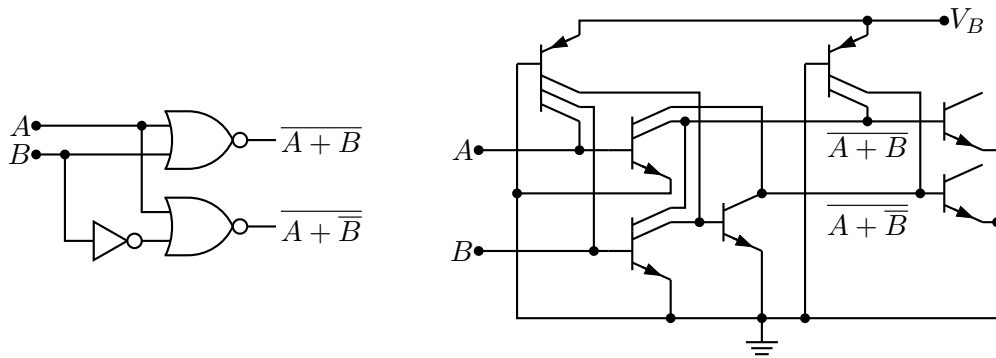 A
B
$\overline{A + B}$
$\overline{A + \overline{B}}$
V_B
A
$\overline{A + B}$
$\overline{A + \overline{B}}$
B